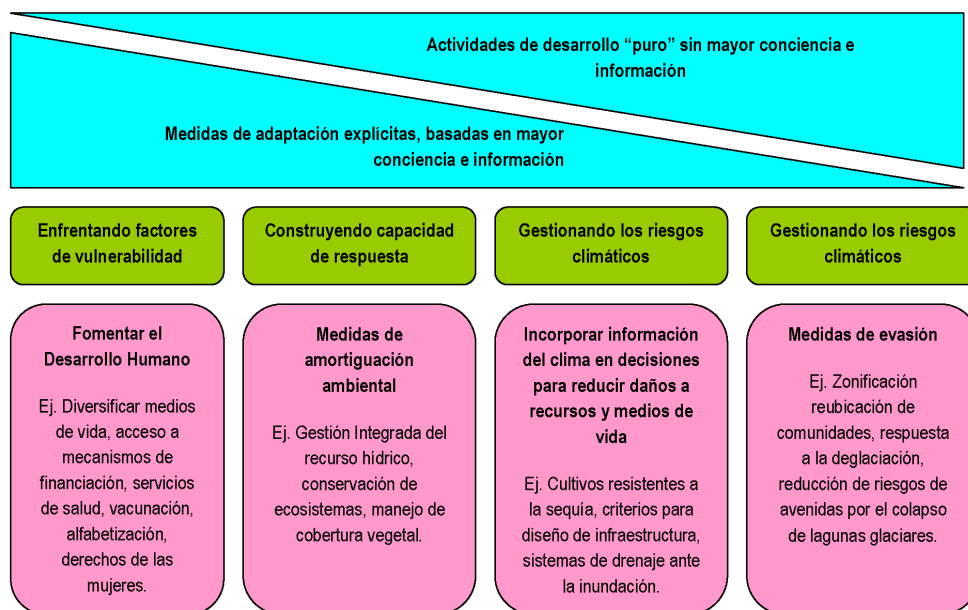 Actividades de desarrollo “puro” sin mayor conciencia e
información
Medidas de adaptación explícitas, basadas en mayor
conciencia e información
Enfrentando factores
de vulnerabilidad
Construyendo capacidad
de respuesta
Gestionando los riesgos
climáticos
Gestionando los riesgos
climáticos
Fomentar el
Desarrollo Humano
Ej. Diversificar medios
de vida, acceso a
mecanismos de
financiación, servicios
de salud, vacunación,
alfabetización,
derechos de las
mujeres.
Medidas de
amortiguación
ambiental
Ej. Gestión Integrada del
recurso hídrico,
conservación de
ecosistemas, manejo de
cobertura vegetal.
Incorporar información
del clima en decisiones
para reducir daños a
recursos y medios de
vida
Ej. Cultivos resistentes a
la sequía, criterios para
diseño de infraestructura,
sistemas de drenaje ante
la inundación.
Medidas de evasión
Ej. Zonificación
reubicación de
comunidades, respuesta
a la deglaciación,
reducción de riesgos de
avenidas por el colapso
de lagunas glaciares.